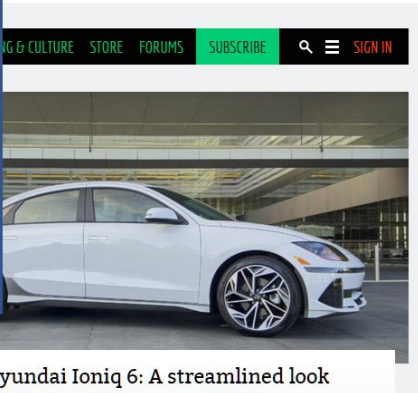 NG & CULTURE STORE FORUMS SUBSCRIBE SIGN IN
yundai Ioniq 6: A streamlined look